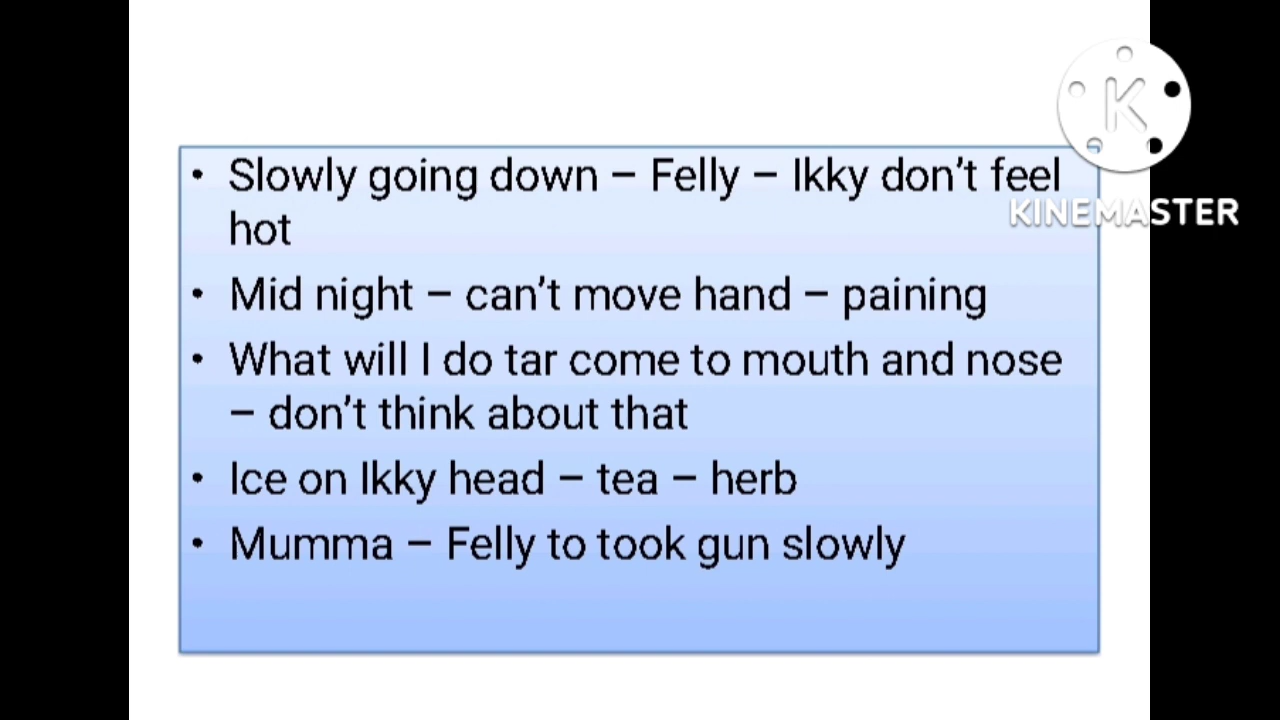 • Slowly going down – Felly – Ikky don't feel
hot
• Mid night – can't move hand – paining
• What will I do tar come to mouth and nose
– don't think about that
• Ice on Ikky head – tea – herb
• Mumma – Felly to took gun slowly
K
KINEMASTER